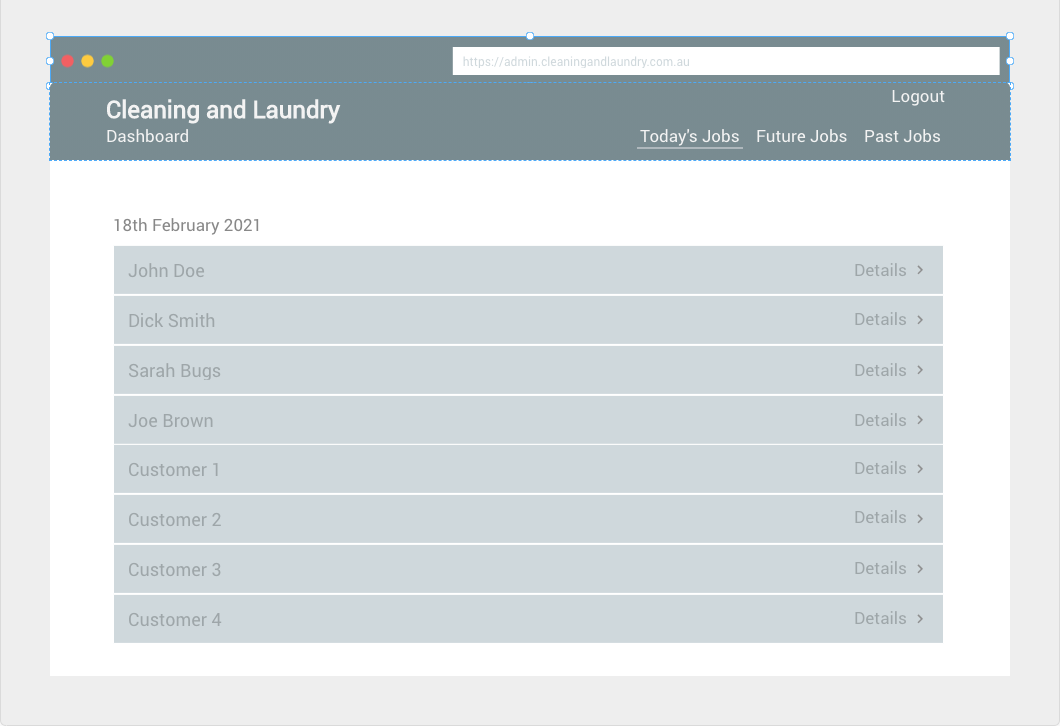 https://admin.cleaningandlaundry.com.au
Logout
Cleaning and Laundry
Dashboard
Today's Jobs Future Jobs Past Jobs
18th February 2021
John Doe Details
Dick Smith Details
Sarah Bugs Details
Joe Brown Details
Customer 1 Details
Customer 2 Details
Customer 3 Details
Customer 4 Details